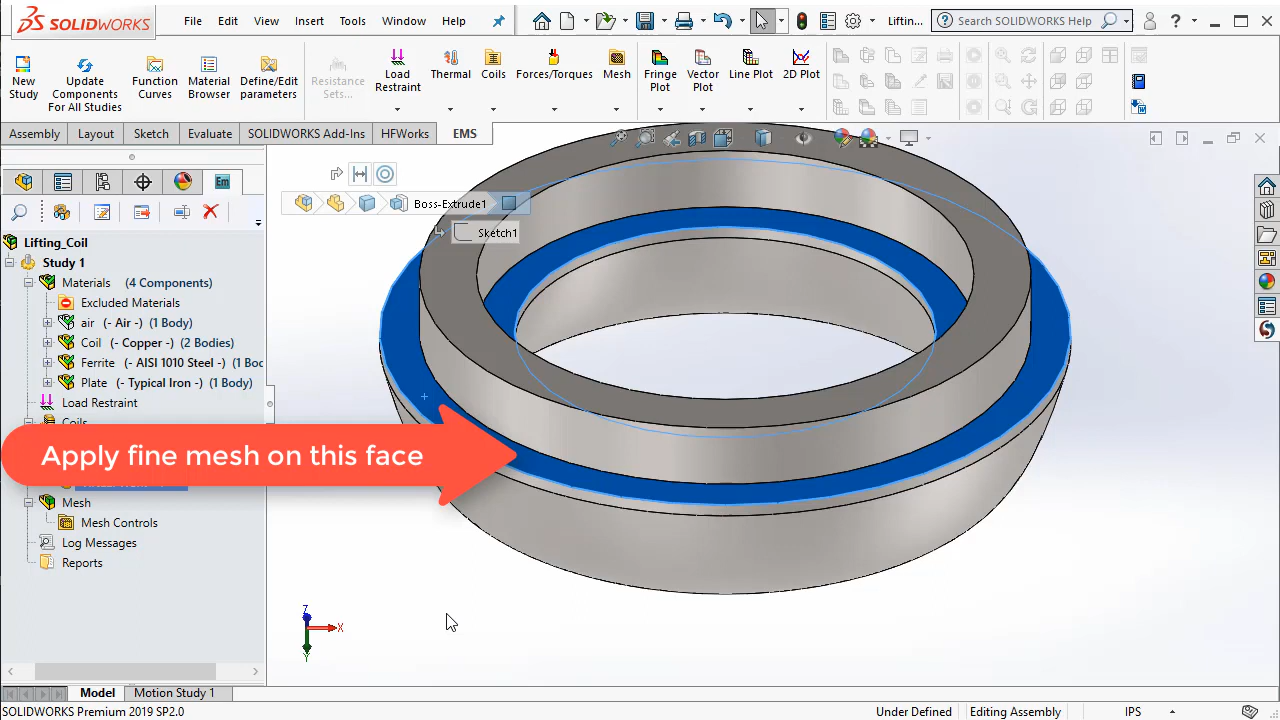 SOLIDWORKS
File Edit View Insert Tools Window Help
Liftin...
Search SOLIDWORKS Help
New Study
Update Components For All Studies
Function Curves
Material Browser
Define/Edit parameters
Resistance Sets...
Load Restraint
Thermal
Coils
Forces/Torques
Mesh
Fringe Plot
Vector Plot
Line Plot
2D Plot
Assembly Layout Sketch Evaluate SOLIDWORKS Add-Ins HFWorks EMS
Em
Boss-Extrude1
Sketch1
Lifting_Coil
Study 1
Materials (4 Components)
Excluded Materials
air (- Air -) (1 Body)
Coil (- Copper -) (2 Bodies)
Ferrite (- AISI 1010 Steel -) (1 Boc
Plate (- Typical Iron -) (1 Body)
Load Restraint
Coils
Apply fine mesh on this face
Mesh
Mesh Controls
Log Messages
Reports
Z
X
Y
Model Motion Study 1
SOLIDWORKS Premium 2019 SP2.0
Under Defined Editing Assembly IPS